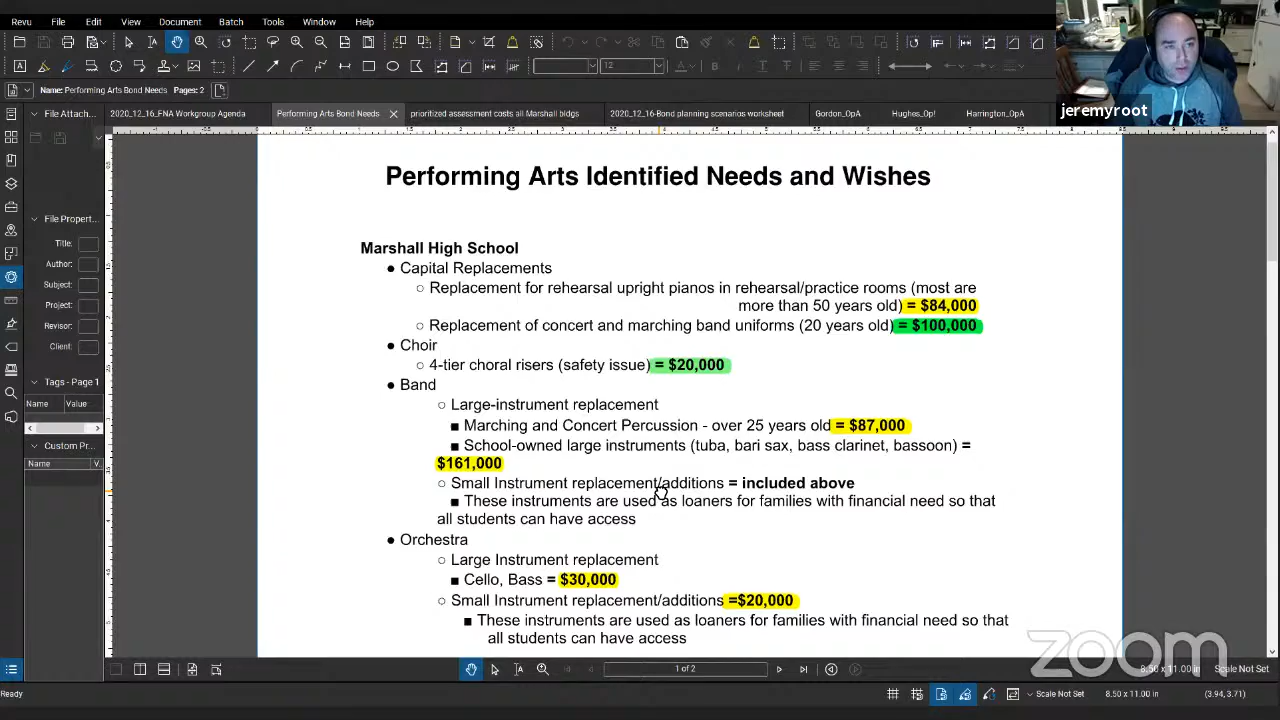 Revu File Edit View Document Batch Tools Window Help
12
Name: Performing Arts Bond Needs Pages: 2
File Attach... 2020_12_16_FNA Workgroup Agenda Performing Arts Bond Needs prioritized assessment costs all Marshall bldgs 2020_12_16-Bond planning scenarios worksheet Gordon_OpA Hughes_OpA Harrington_OpA
jeremyroot
File Propert...
Title:
Author:
Subject:
Project:
Revisor:
Client:
Tags - Page 1
Name Value
Custom Pr...
Name V...
Performing Arts Identified Needs and Wishes
Marshall High School
● Capital Replacements
○ Replacement for rehearsal upright pianos in rehearsal/practice rooms (most are
more than 50 years old) = $84,000
○ Replacement of concert and marching band uniforms (20 years old) = $100,000
● Choir
○ 4-tier choral risers (safety issue) = $20,000
● Band
○ Large-instrument replacement
■ Marching and Concert Percussion - over 25 years old = $87,000
■ School-owned large instruments (tuba, bari sax, bass clarinet, bassoon) =
$161,000
○ Small Instrument replacement/additions = included above
■ These instruments are used as loaners for families with financial need so that
all students can have access
● Orchestra
○ Large Instrument replacement
■ Cello, Bass = $30,000
○ Small Instrument replacement/additions =$20,000
■ These instruments are used as loaners for families with financial need so that
all students can have access
zoom
1 of 2
8.50 x 11.00 in Scale Not Set
Ready
Scale Not Set 8.50 x 11.00 in (3.94, 3.71)